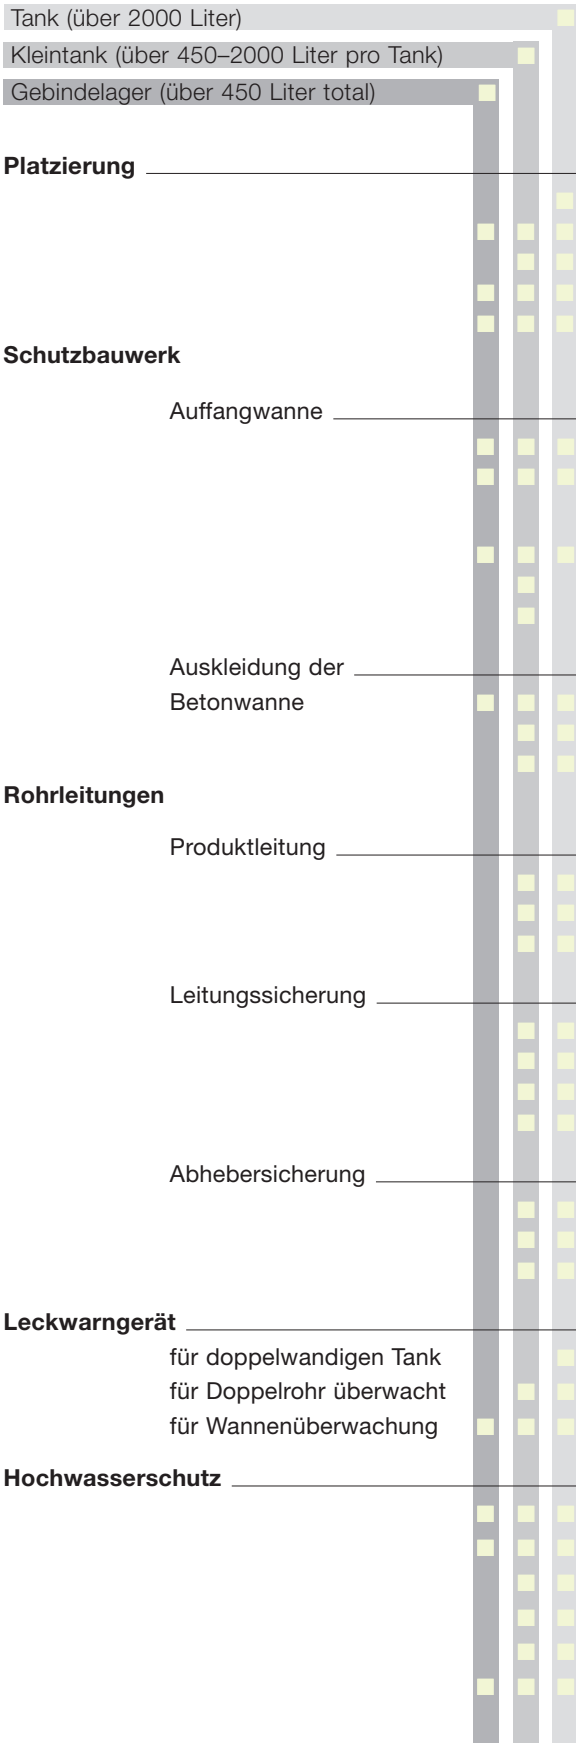 Tank (über 2000 Liter)
Kleintank (über 450–2000 Liter pro Tank)
Gebindelager (über 450 Liter total)
Platzierung
Schutzbauwerk
Auffangwanne
Auskleidung der
Betonwanne
Rohrleitungen
Produktleitung
Leitungssicherung
Abhebersicherung
Leckwarngerät
für doppelwandigen Tank
für Doppelrohr überwacht
für Wannenüberwachung
Hochwasserschutz